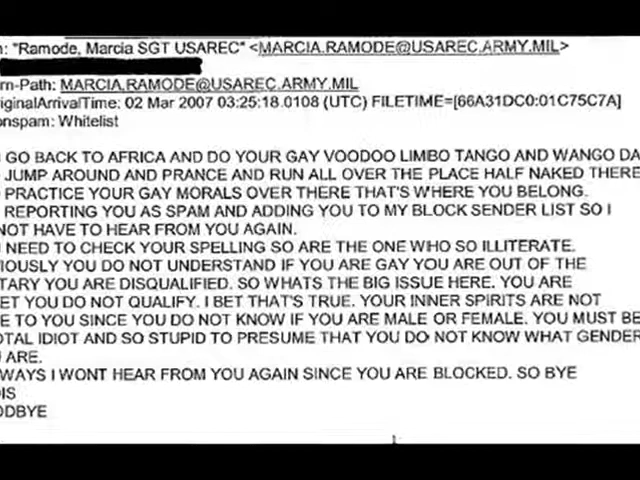 : "Ramode, Marcia SGT USAREC" <MARCIA.RAMODE@USAREC.ARMY.MIL>
rn-Path: MARCIA.RAMODE@USAREC.ARMY.MIL
iginalArrivalTime: 02 Mar 2007 03:25:18.0108 (UTC) FILETIME=[66A31DC0:01C75C7A]
onspam: Whitelist
GO BACK TO AFRICA AND DO YOUR GAY VOODOO LIMBO TANGO AND WANGO DA
JUMP AROUND AND PRANCE AND RUN ALL OVER THE PLACE HALF NAKED THERE
PRACTICE YOUR GAY MORALS OVER THERE THAT'S WHERE YOU BELONG.
REPORTING YOU AS SPAM AND ADDING YOU TO MY BLOCK SENDER LIST SO I
NOT HAVE TO HEAR FROM YOU AGAIN.
NEED TO CHECK YOUR SPELLING SO ARE THE ONE WHO SO ILLITERATE.
IOUSLY YOU DO NOT UNDERSTAND IF YOU ARE GAY YOU ARE OUT OF THE
TARY YOU ARE DISQUALIFIED. SO WHATS THE BIG ISSUE HERE. YOU ARE
ET YOU DO NOT QUALIFY. I BET THAT'S TRUE. YOUR INNER SPIRITS ARE NOT
E TO YOU SINCE YOU DO NOT KNOW IF YOU ARE MALE OR FEMALE. YOU MUST BE
OTAL IDIOT AND SO STUPID TO PRESUME THAT YOU DO NOT KNOW WHAT GENDER
ARE.
WAYS I WONT HEAR FROM YOU AGAIN SINCE YOU ARE BLOCKED. SO BYE
IS
ODBYE
1